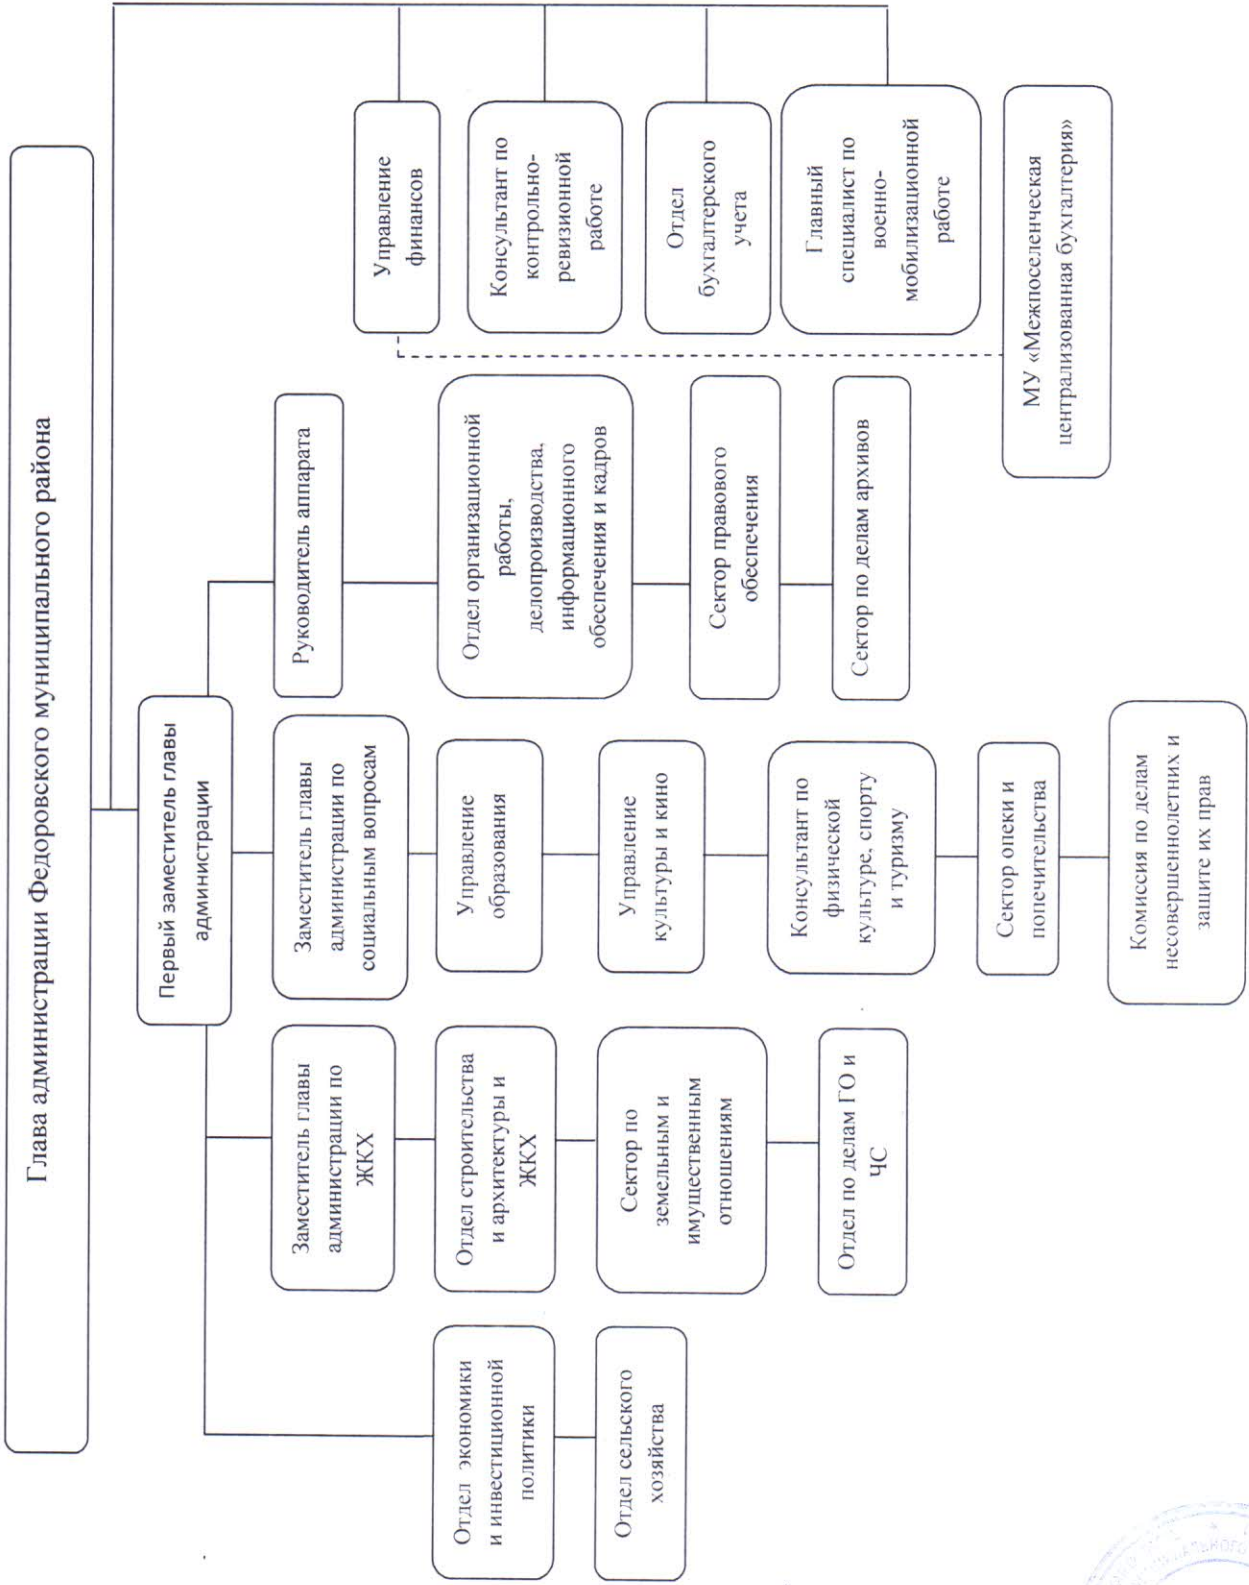 Глава администрации Федоровского муниципального района
Первый заместитель главы
администрации
Отдел экономики
и инвестиционной
политики
Отдел сельского
хозяйства
Заместитель главы
администрации по
ЖКХ
Отдел строительства
и архитектуры и
ЖКХ
Сектор по
земельным и
имущественным
отношениям
Отдел по делам ГО и
ЧС
Заместитель главы
администрации по
социальным вопросам
Управление
образования
Управление
культуры и кино
Консультант по
физической
культуре, спорту
и туризму
Сектор опеки и
попечительства
Комиссия по делам
несовершеннолетних и
защите их прав
Руководитель аппарата
Отдел организационной
работы,
делопроизводства,
информационного
обеспечения и кадров
Сектор правового
обеспечения
Сектор по делам архивов
Управление
финансов
Консультант по
контрольно-
ревизионной
работе
Отдел
бухгалтерского
учета
Главный
специалист по
военно-
мобилизационной
работе
МУ «Межпоселенческая
централизованная бухгалтерия»